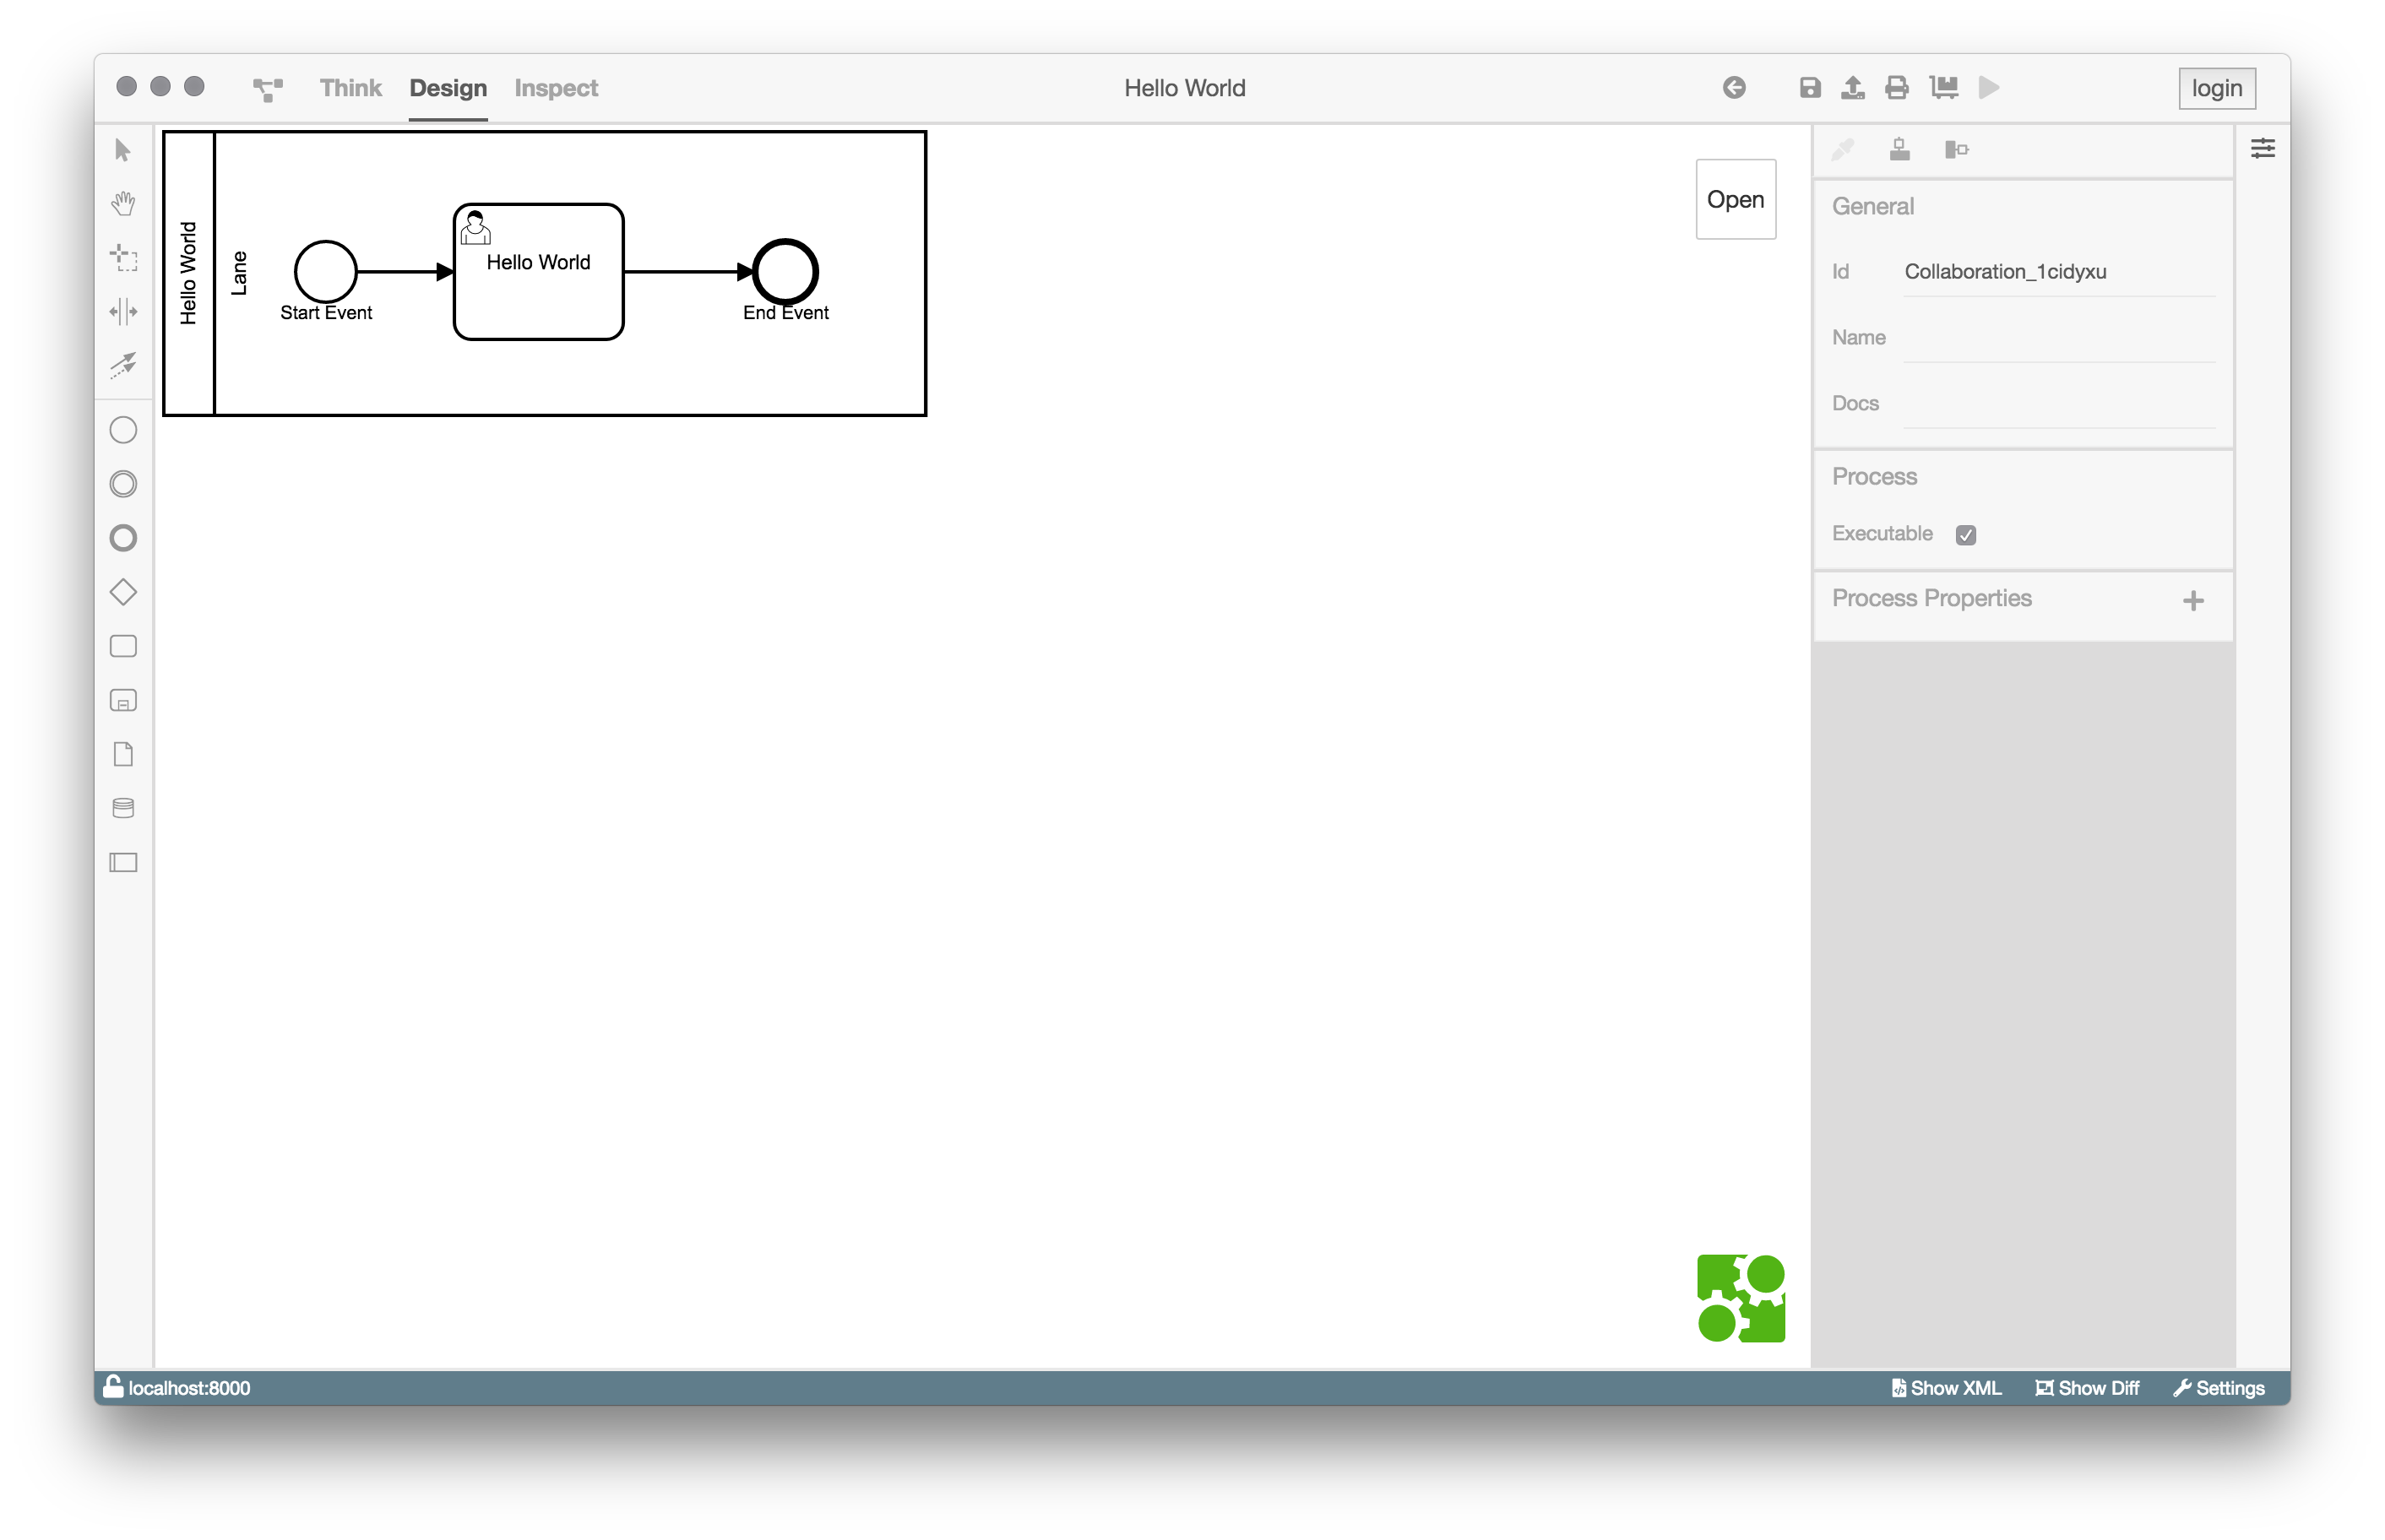 Think Design Inspect Hello World login
Hello World
Lane
Start Event
Hello World
End Event
Open
General
Id Collaboration_1cidyxu
Name
Docs
Process
Executable
Process Properties
localhost:8000 Show XML Show Diff Settings